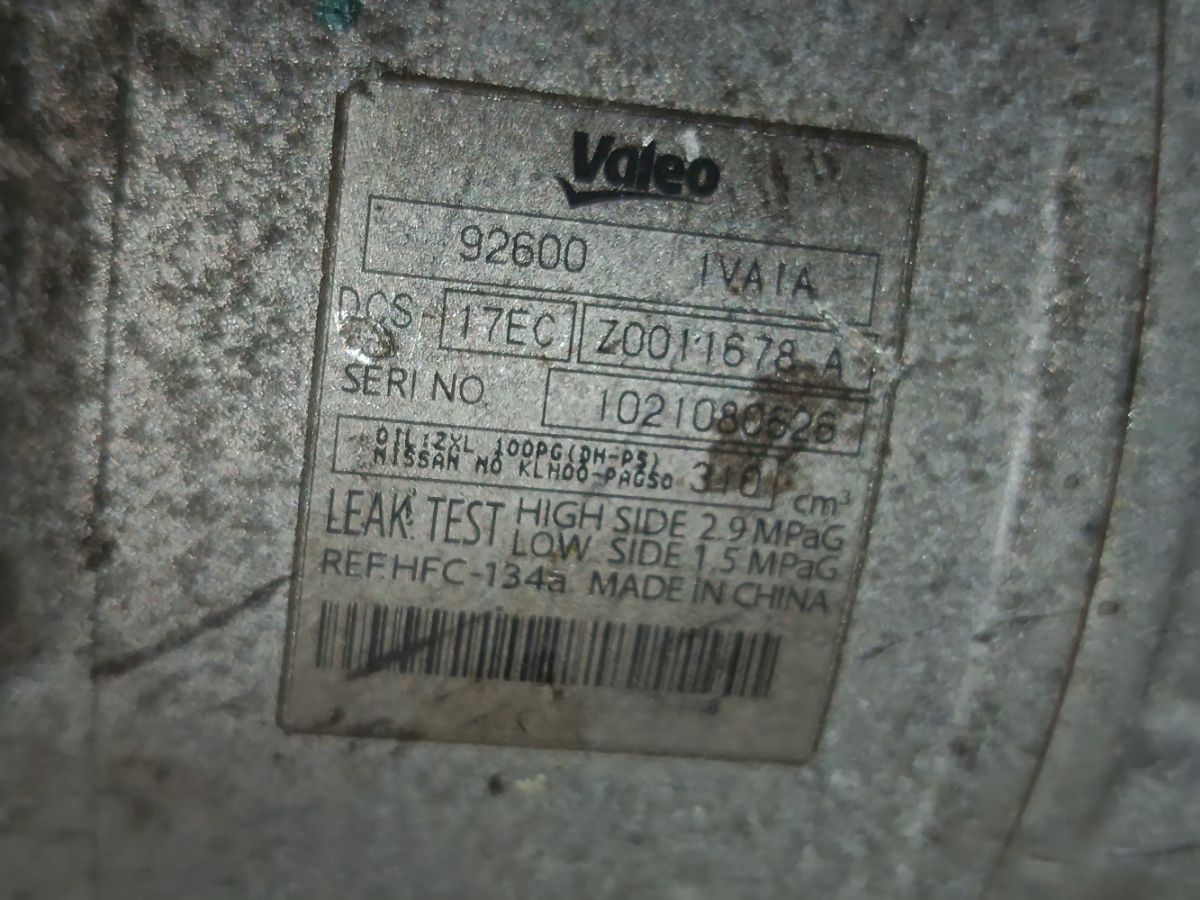 Valeo
92600 1VA1A
DCS-17EC Z0011678-A
SERI NO. 1021080626
OIL:ZXL 100PG(DH-PS)
NISSAN NO KLH00-PAGS0 310 cm³
LEAK TEST HIGH SIDE 2.9 MPaG
LOW SIDE 1.5 MPaG
REF.HFC-134a MADE IN CHINA